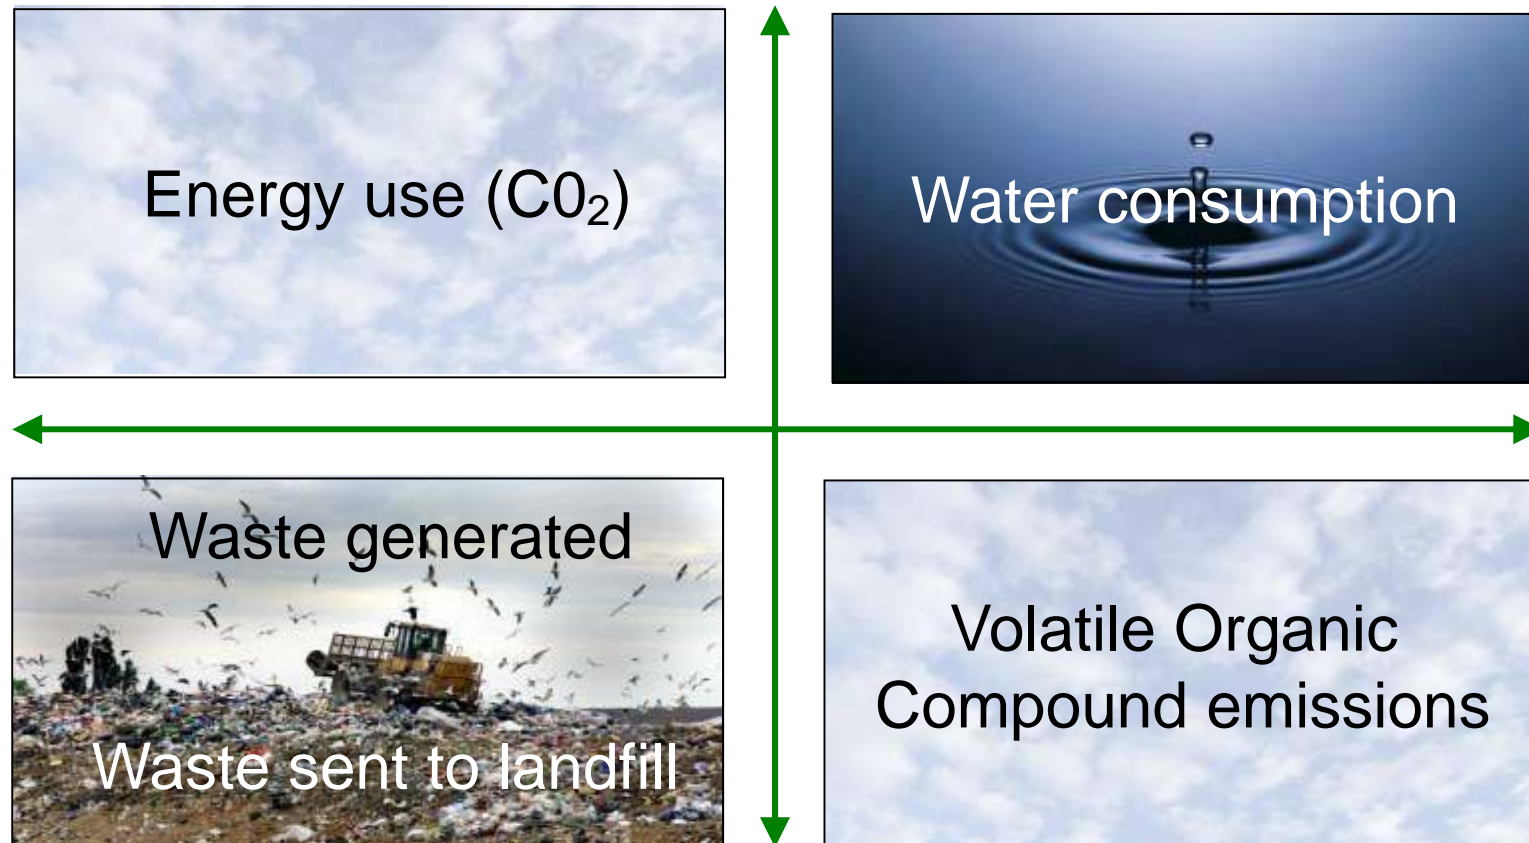 Energy use (C0₂)
Water consumption
Waste generated
Waste sent to landfill
Volatile Organic
Compound emissions